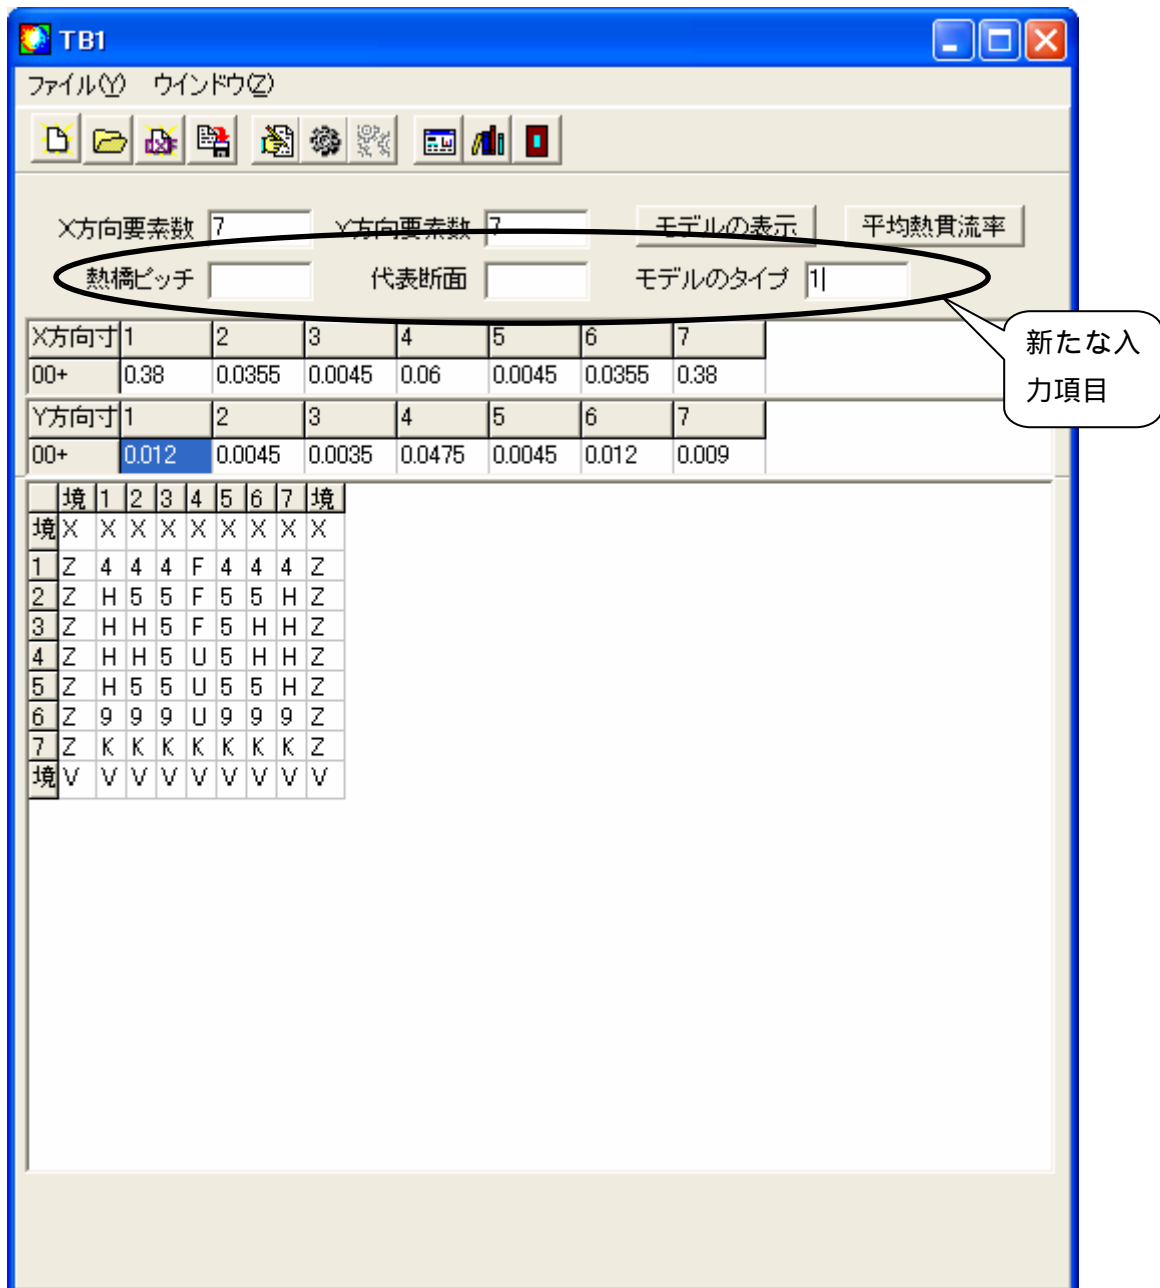 TB1
ファイル(Y) ウインドウ(Z)
dxf
X方向要素数 7 Y方向要素数 7 モデルの表示 平均熱貫流率
熱橋ピッチ 代表断面 モデルのタイプ 1
新たな入
力項目
X方向寸 1 2 3 4 5 6 7
00+ 0.38 0.0355 0.0045 0.06 0.0045 0.0355 0.38
Y方向寸 1 2 3 4 5 6 7
00+ 0.012 0.0045 0.0035 0.0475 0.0045 0.012 0.009
境 1 2 3 4 5 6 7 境
境 X X X X X X X X X
1 Z 4 4 4 F 4 4 4 Z
2 Z H 5 5 F 5 5 H Z
3 Z H H 5 F 5 H H Z
4 Z H H 5 U 5 H H Z
5 Z H 5 5 U 5 5 H Z
6 Z 9 9 9 U 9 9 9 Z
7 Z K K K K K K K Z
境 V V V V V V V V V